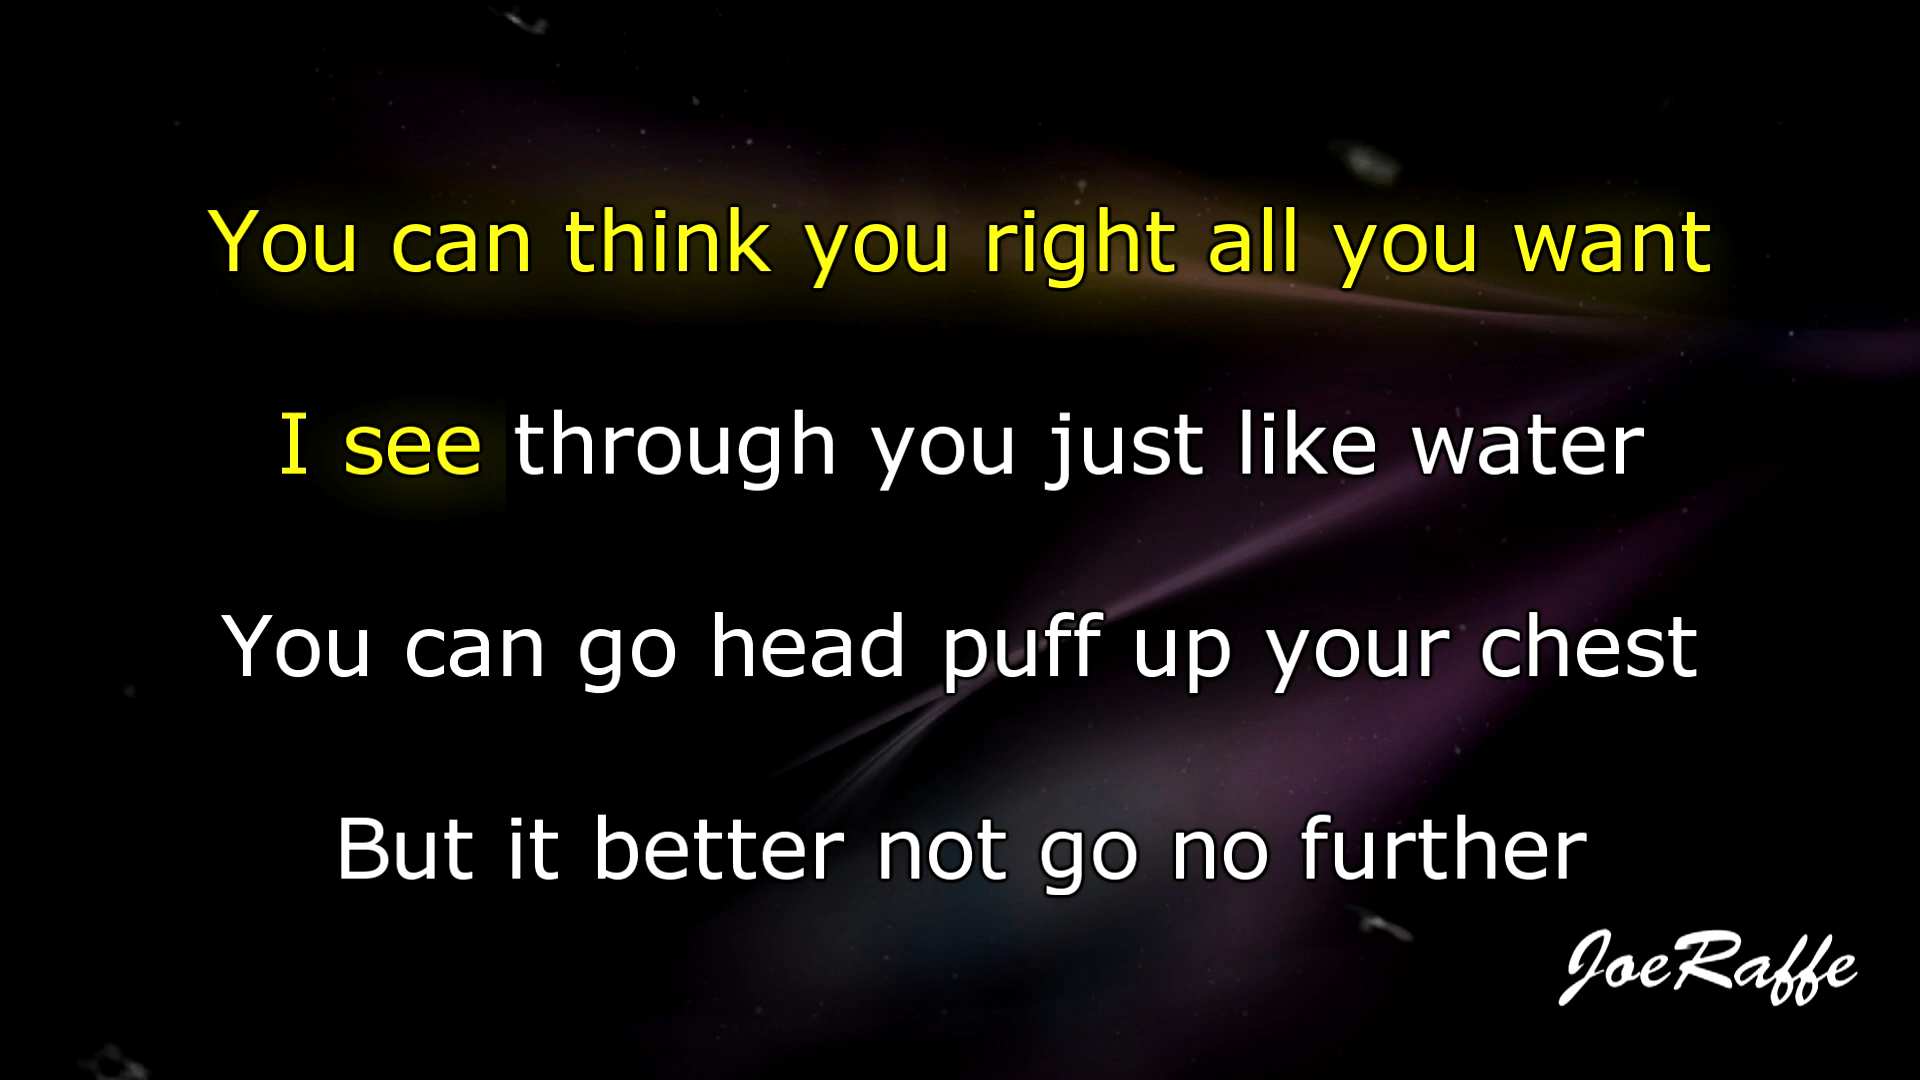 You can think you right all you want
I see through you just like water
You can go head puff up your chest
But it better not go no further
JoeRaffe